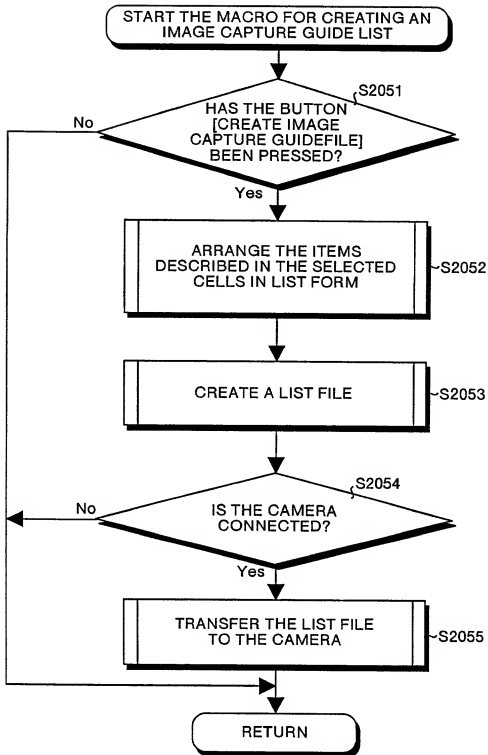 START THE MACRO FOR CREATING AN
IMAGE CAPTURE GUIDE LIST
S2051
HAS THE BUTTON
[CREATE IMAGE
CAPTURE GUIDEFILE]
BEEN PRESSED?
No
Yes
ARRANGE THE ITEMS
DESCRIBED IN THE SELECTED
CELLS IN LIST FORM
S2052
CREATE A LIST FILE
S2053
S2054
IS THE CAMERA
CONNECTED?
No
Yes
TRANSFER THE LIST FILE
TO THE CAMERA
S2055
RETURN